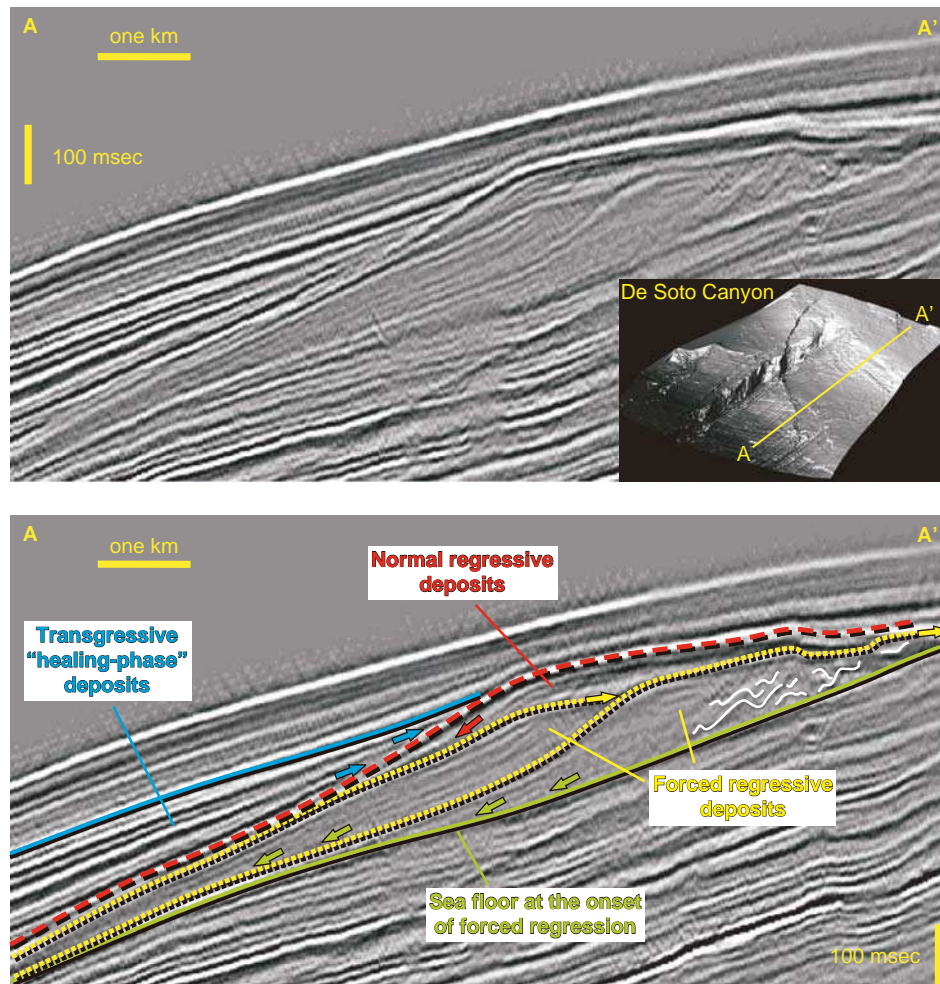 A
A’
one km
100 msec
De Soto Canyon
A’
A
A
A’
one km
Normal regressive
deposits
Transgressive
“healing-phase”
deposits
Forced regressive
deposits
Sea floor at the onset
of forced regression
100 msec